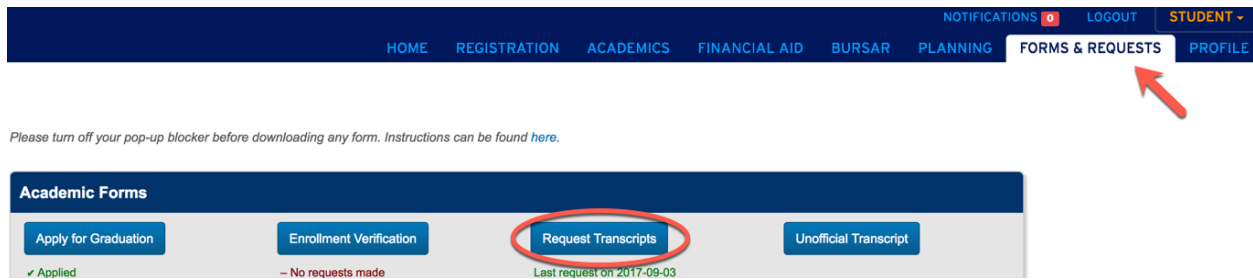 NOTIFICATIONS 0 LOGOUT STUDENT
HOME REGISTRATION ACADEMICS FINANCIAL AID BURSAR PLANNING FORMS & REQUESTS PROFILE
Please turn off your pop-up blocker before downloading any form. Instructions can be found here.
Academic Forms
Apply for Graduation Enrollment Verification Request Transcripts Unofficial Transcript
✔ Applied – No requests made Last request on 2017-09-03